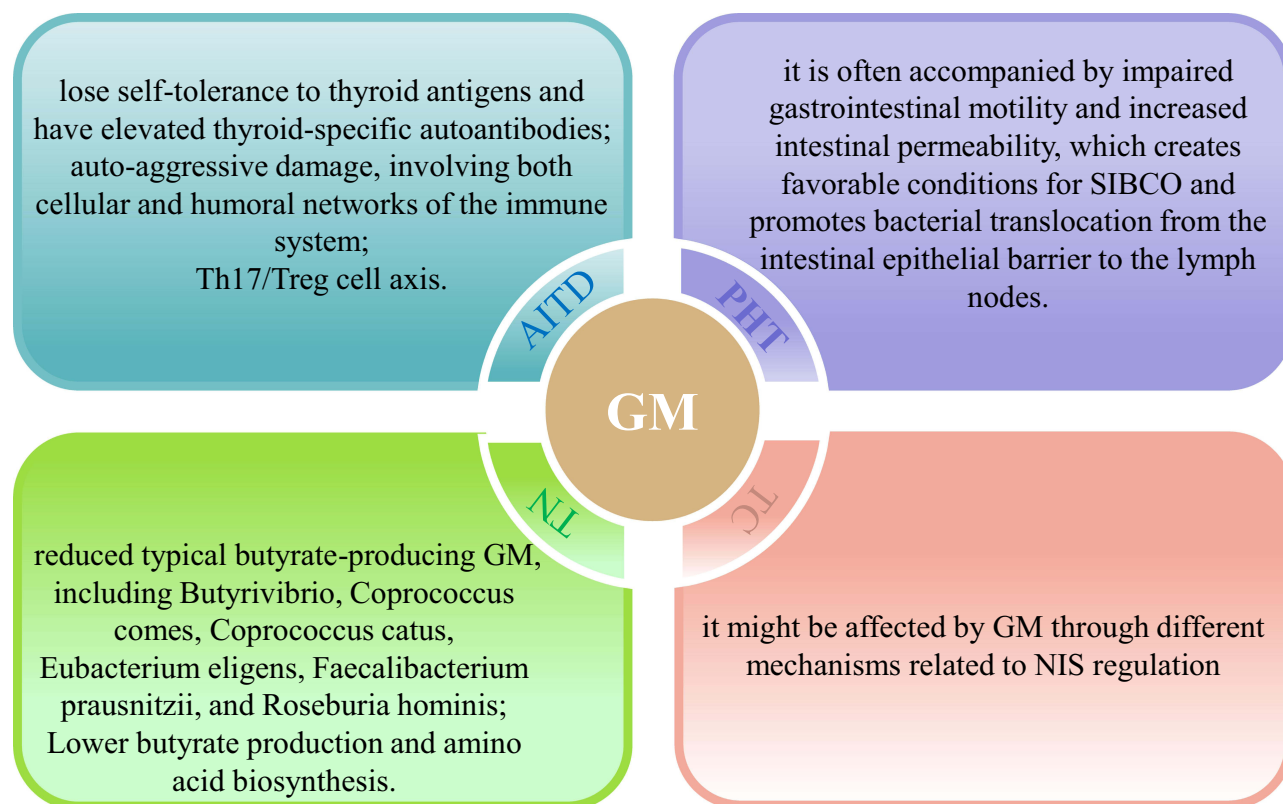 lose self-tolerance to thyroid antigens and
have elevated thyroid-specific autoantibodies;
auto-aggressive damage, involving both
cellular and humoral networks of the immune
system;
Th17/Treg cell axis.
it is often accompanied by impaired
gastrointestinal motility and increased
intestinal permeability, which creates
favorable conditions for SIBCO and
promotes bacterial translocation from the
intestinal epithelial barrier to the lymph
nodes.
AITD
PHT
GM
TN
TC
reduced typical butyrate-producing GM,
including Butyrivibrio, Coprococcus
comes, Coprococcus catus,
Eubacterium eligens, Faecalibacterium
prausnitzii, and Roseburia hominis;
Lower butyrate production and amino
acid biosynthesis.
it might be affected by GM through different
mechanisms related to NIS regulation